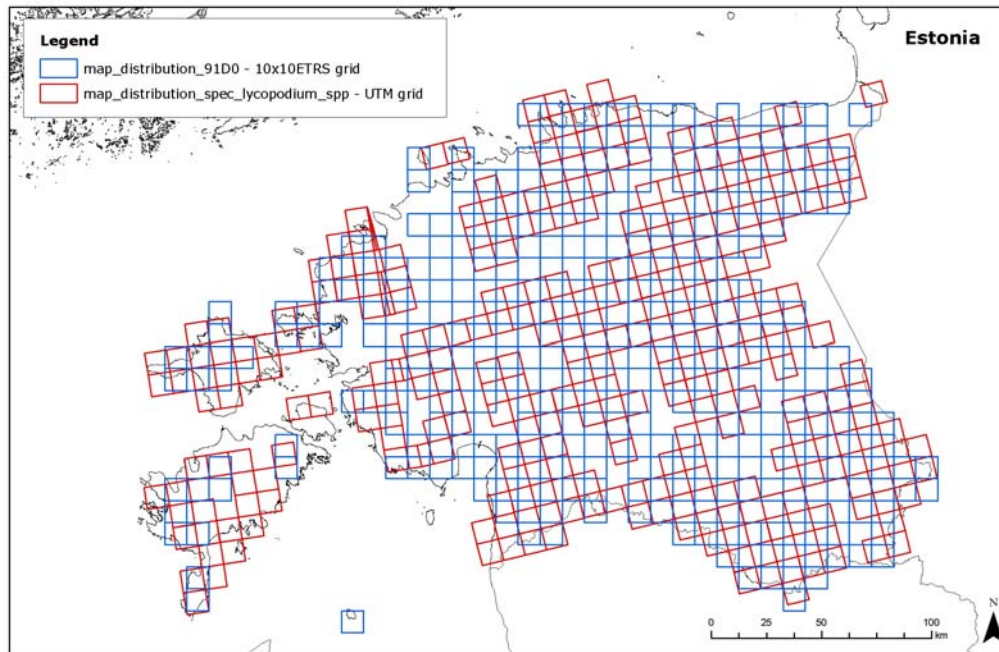 Legend
map_distribution_91D0 - 10x10ETRS grid
map_distribution_spec_lycopodium_spp - UTM grid
Estonia
N
0 25 50 100
km